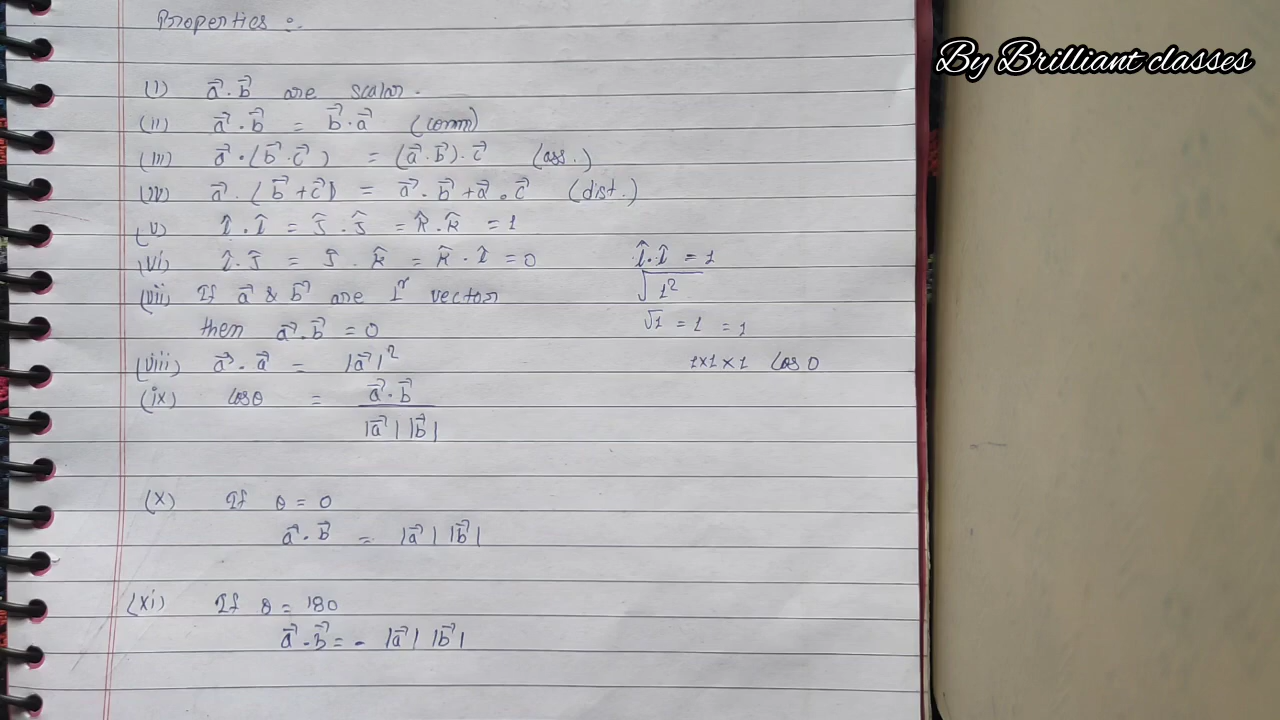 Properties :-
By Brilliant classes
(i) a⃗ . b⃗ are scalar.
(ii) a⃗ . b⃗ = b⃗ . a⃗ (comm)
(iii) a⃗ . (b⃗ . c⃗) = (a⃗ . b⃗) . c⃗ (ass.)
(iv) a⃗ . (b⃗ + c⃗) = a⃗ . b⃗ + a⃗ . c⃗ (dist.)
(v) î . î = ĵ . ĵ = k̂ . k̂ = 1
(vi) î . ĵ = ĵ . k̂ = k̂ . î = 0 î . î = 1
(vii) If a⃗ & b⃗ are ⊥r vector √1²
then a⃗ . b⃗ = 0 √1 = 1 = 1
(viii) a⃗ . a⃗ = |a⃗|² 1×1×1 Cos 0
(ix) Cosθ = a⃗ . b⃗
|a⃗| |b⃗|
(x) If θ = 0
a⃗ . b⃗ = |a⃗| |b⃗|
(xi) If θ = 180
a⃗ . b⃗ = - |a⃗| |b⃗|